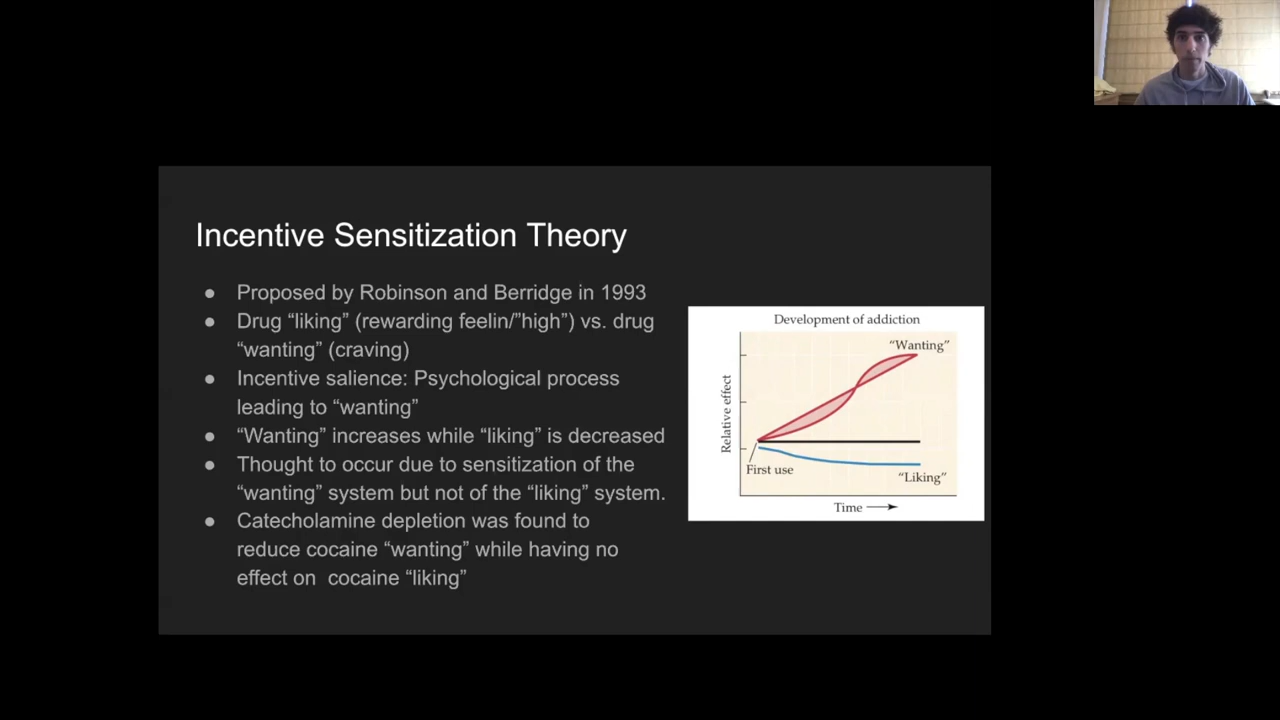 Incentive Sensitization Theory
● Proposed by Robinson and Berridge in 1993
● Drug “liking” (rewarding feelin/”high”) vs. drug
“wanting” (craving)
● Incentive salience: Psychological process
leading to “wanting”
● “Wanting” increases while “liking” is decreased
● Thought to occur due to sensitization of the
“wanting” system but not of the “liking” system.
● Catecholamine depletion was found to
reduce cocaine “wanting” while having no
effect on cocaine “liking”
Development of addiction
“Wanting”
Relative effect
First use
“Liking”
Time